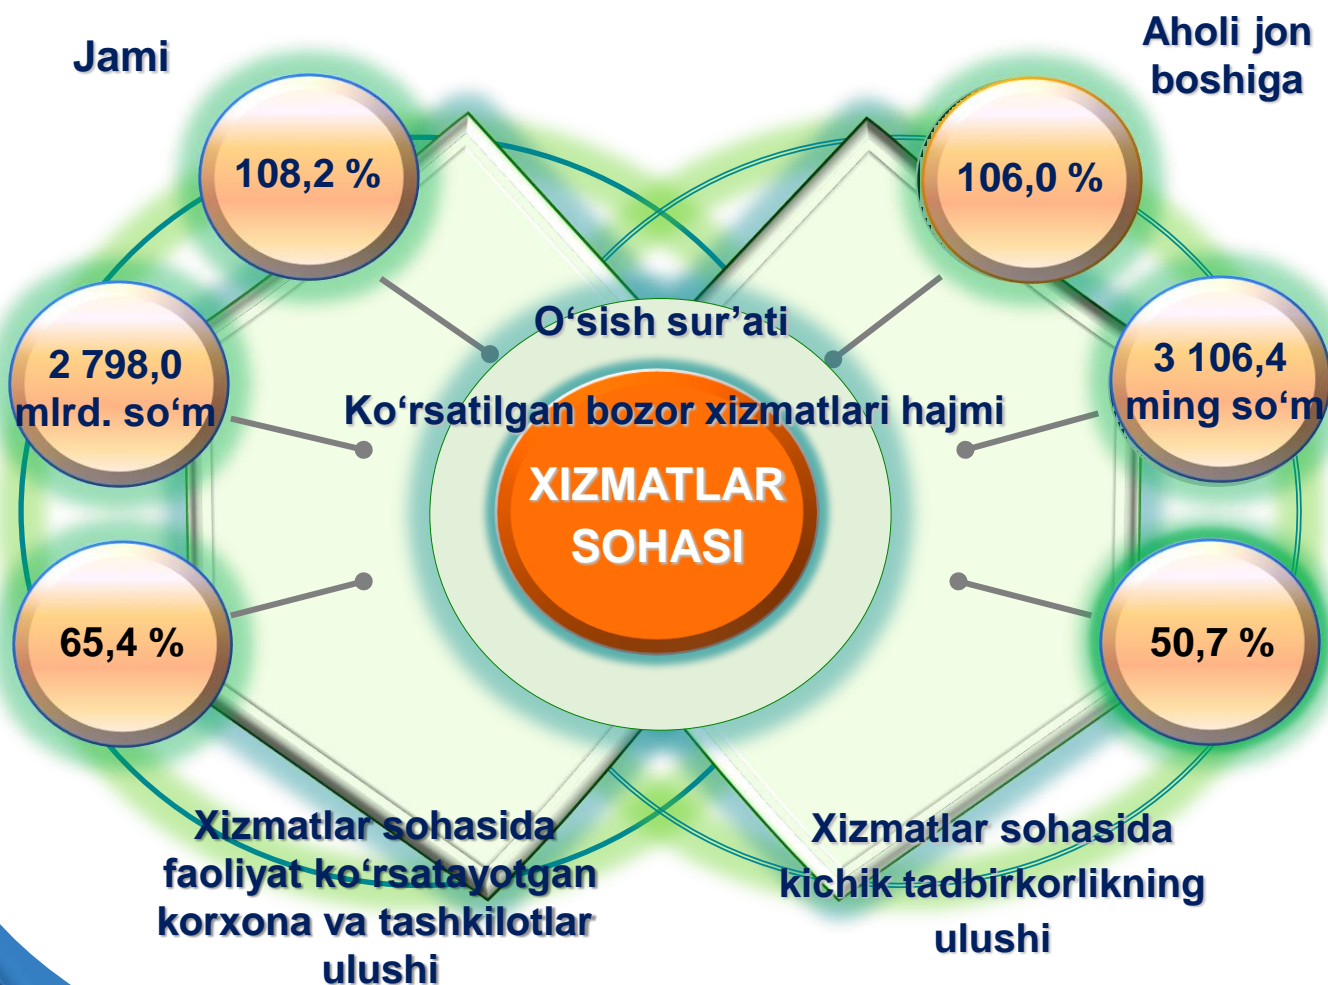 Jami
Aholi jon
boshiga
108,2 %
106,0 %
O‘sish sur’ati
2 798,0
mlrd. so‘m
3 106,4
ming so‘m
Ko‘rsatilgan bozor xizmatlari hajmi
XIZMATLAR
SOHASI
65,4 %
50,7 %
Xizmatlar sohasida
faoliyat ko‘rsatayotgan
korxona va tashkilotlar
ulushi
Xizmatlar sohasida
kichik tadbirkorlikning
ulushi